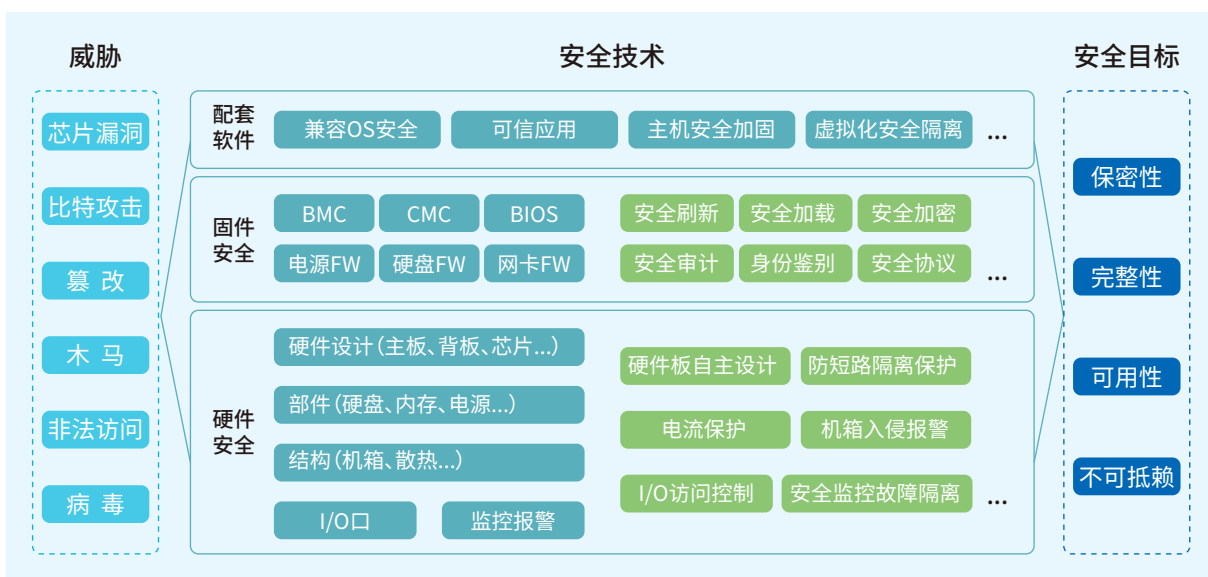 威胁
安全技术
安全目标
芯片漏洞
比特攻击
篡 改
木 马
非法访问
病 毒
配套
软件
兼容OS安全
可信应用
主机安全加固
虚拟化安全隔离
...
固件
安全
BMC
CMC
BIOS
安全刷新
安全加载
安全加密
电源FW
硬盘FW
网卡FW
安全审计
身份鉴别
安全协议
...
硬件
安全
硬件设计（主板、背板、芯片...）
部件（硬盘、内存、电源...）
结构（机箱、散热...）
I/O口
监控报警
硬件板自主设计
防短路隔离保护
电流保护
机箱入侵报警
I/O访问控制
安全监控故障隔离
...
保密性
完整性
可用性
不可抵赖